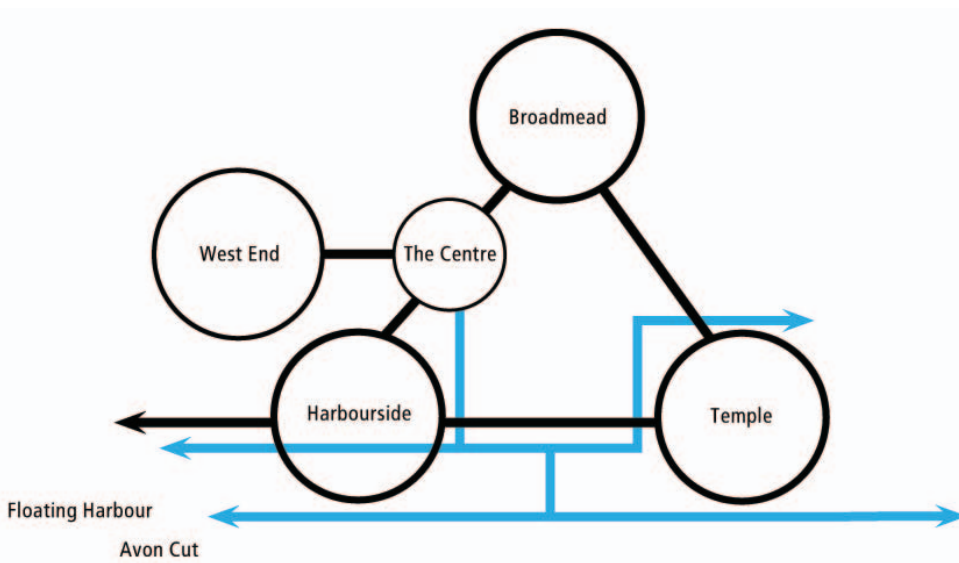 Broadmead
West End
The Centre
Harbourside
Temple
Floating Harbour
Avon Cut